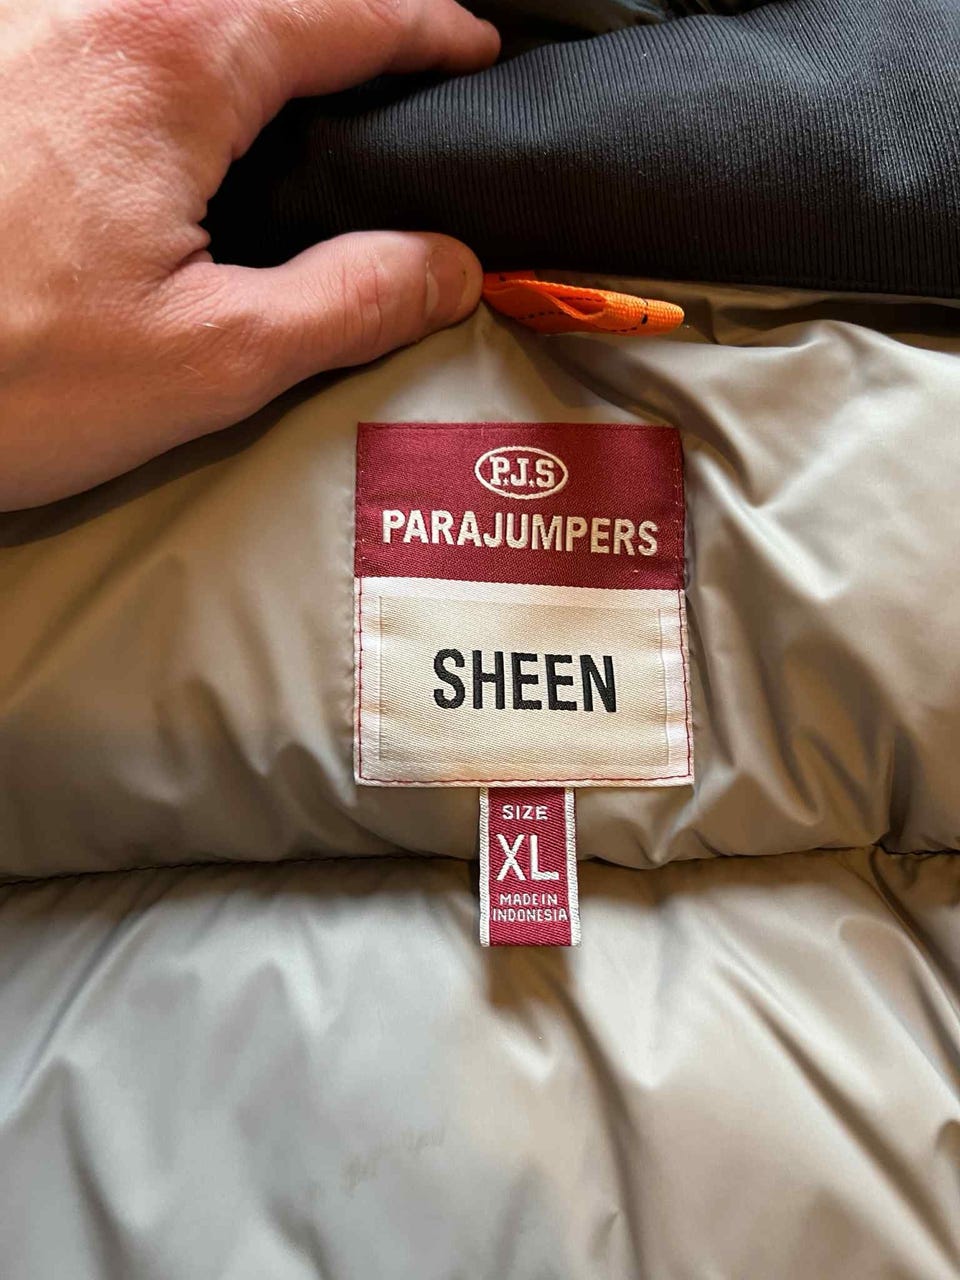 P.J.S
PARAJUMPERS
SHEEN
SIZE
XL
MADE IN
INDONESIA